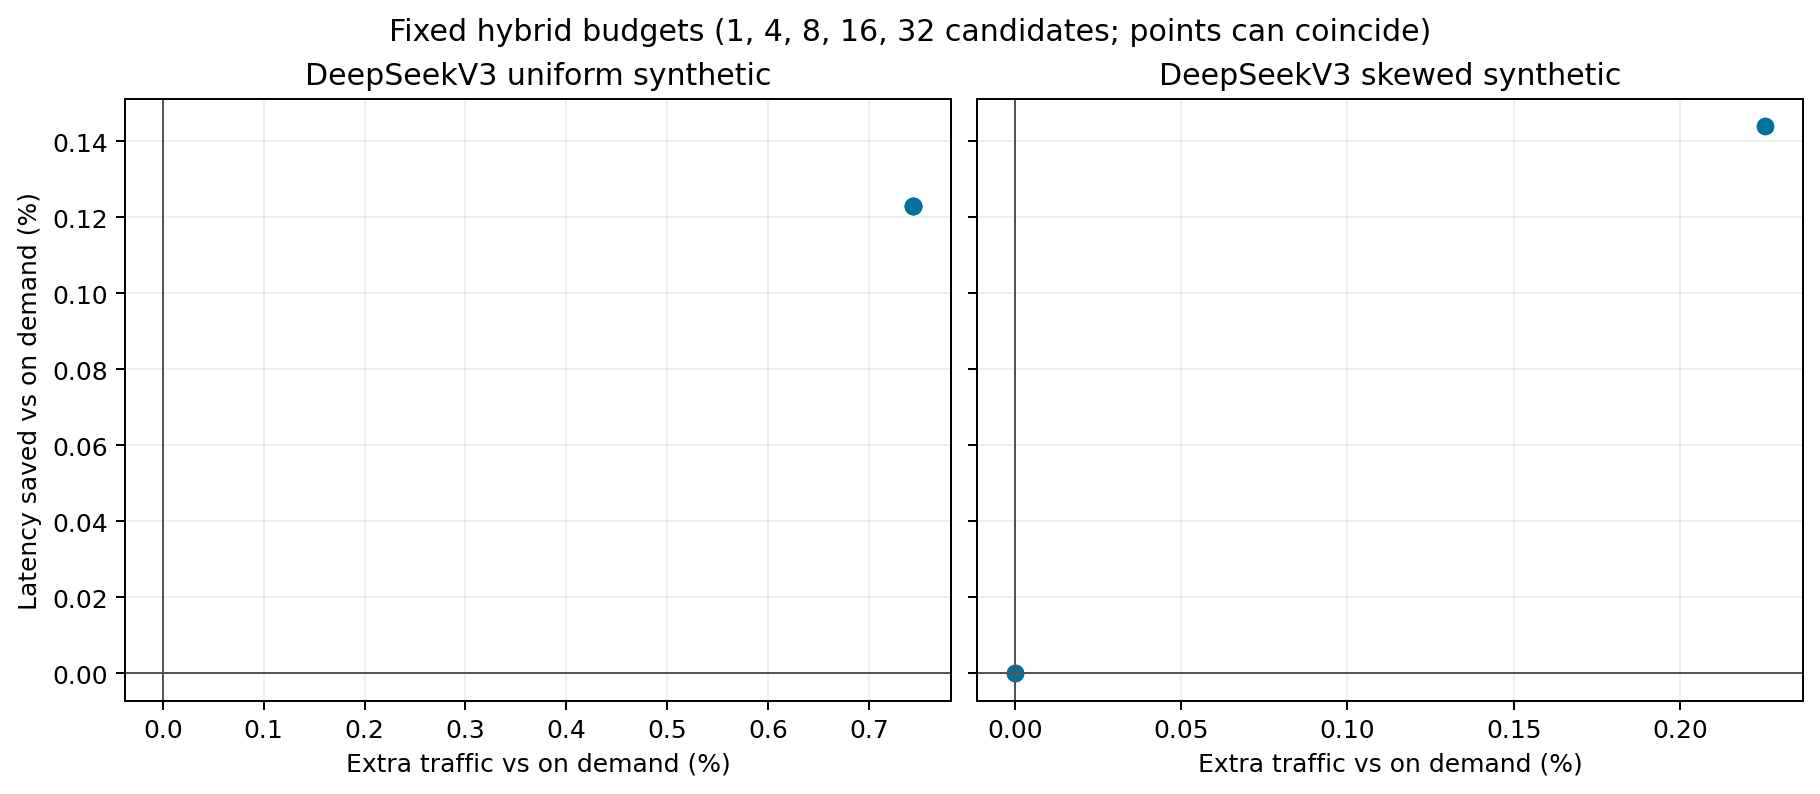 Fixed hybrid budgets (1, 4, 8, 16, 32 candidates; points can coincide)
DeepSeekV3 uniform synthetic
DeepSeekV3 skewed synthetic
Latency saved vs on demand (%)
0.14
0.12
0.10
0.08
0.06
0.04
0.02
0.00
0.0 0.1 0.2 0.3 0.4 0.5 0.6 0.7
Extra traffic vs on demand (%)
0.00 0.05 0.10 0.15 0.20
Extra traffic vs on demand (%)